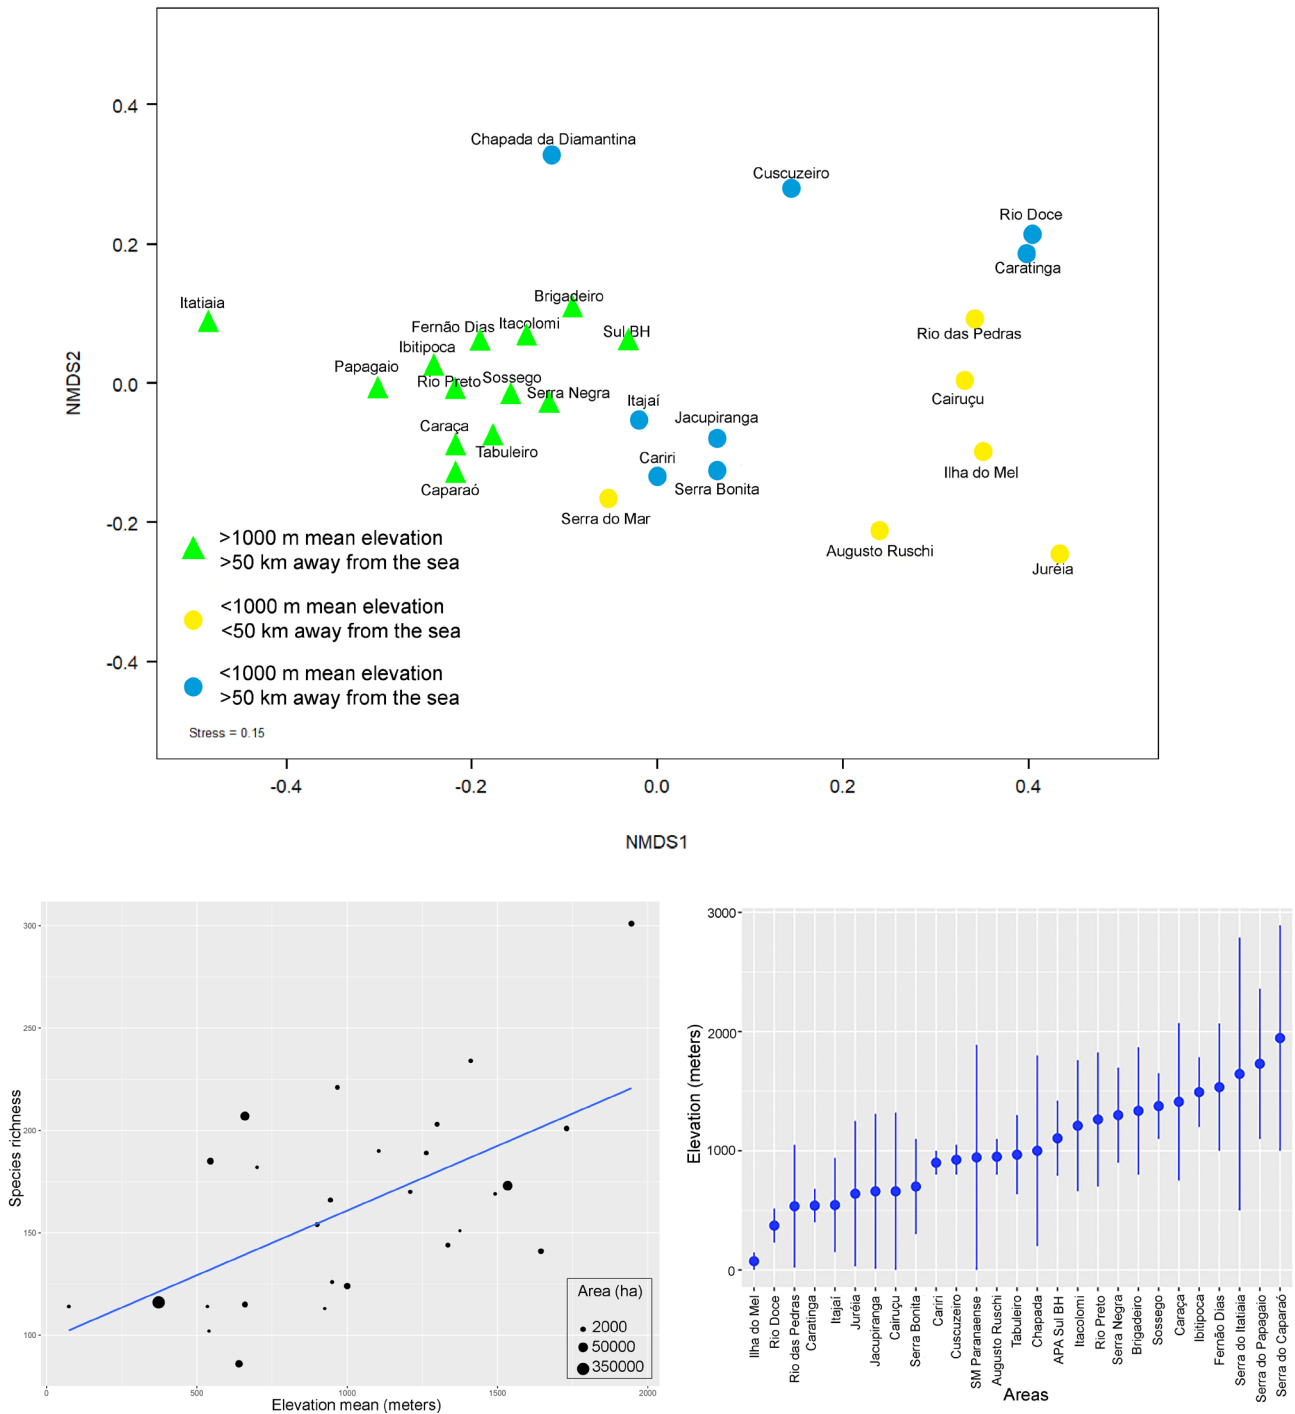 0.4
0.2
0.0
-0.2
-0.4
NMDS2
Chapada da Diamantina
Cuscuzeiro
Rio Doce
Caratinga
Itatiaia
Brigadeiro
Fernão Dias
Itacolomi
Sul BH
Rio das Pedras
Ibitipoca
Papagaio
Rio Preto
Sossego
Serra Negra
Itajaí
Cairuçu
Caraça
Jacupiranga
Tabuleiro
Cariri
Ilha do Mel
Caparaó
Serra Bonita
Serra do Mar
Augusto Ruschi
Juréia
>1000 m mean elevation
>50 km away from the sea
<1000 m mean elevation
<50 km away from the sea
<1000 m mean elevation
>50 km away from the sea
Stress = 0.15
-0.4
-0.2
0.0
0.2
0.4
NMDS1
Species richness
300
250
200
150
100
0
500
1000
1500
2000
Elevation mean (meters)
Area (ha)
2000
50000
350000
Elevation (meters)
3000
2000
1000
0
Ilha do Mel
Rio Doce
Rio das Pedras
Caratinga
Itajaí
Juréia
Jacupiranga
Cairuçu
Serra Bonita
Cariri
Cuscuzeiro
SM Paranaense
Augusto Ruschi
Tabuleiro
Chapada
APA Sul BH
Itacolomi
Rio Preto
Serra Negra
Brigadeiro
Sossego
Caraça
Ibitipoca
Fernão Dias
Serra do Itatiaia
Serra do Papagaio
Serra do Caparaó
Areas